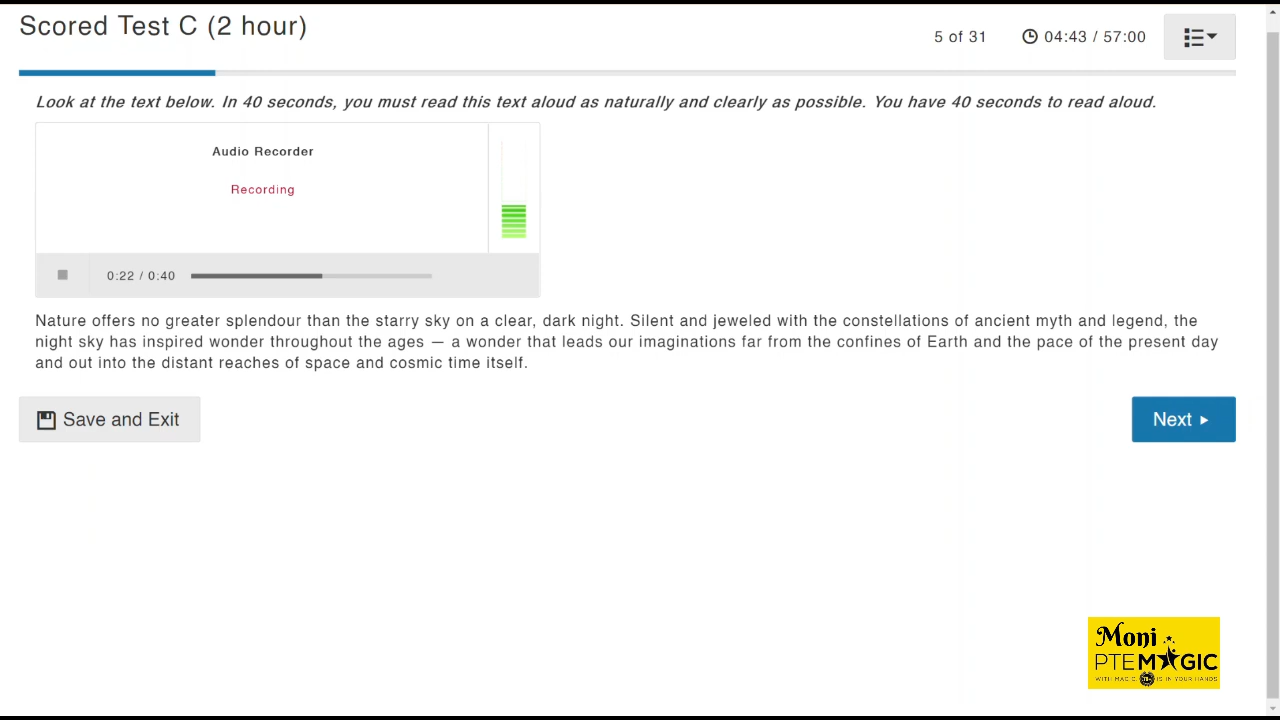 Scored Test C (2 hour)
5 of 31
04:43 / 57:00
Look at the text below. In 40 seconds, you must read this text aloud as naturally and clearly as possible. You have 40 seconds to read aloud.
Audio Recorder
Recording
0:22 / 0:40
Nature offers no greater splendour than the starry sky on a clear, dark night. Silent and jeweled with the constellations of ancient myth and legend, the
night sky has inspired wonder throughout the ages — a wonder that leads our imaginations far from the confines of Earth and the pace of the present day
and out into the distant reaches of space and cosmic time itself.
Save and Exit
Next
Moni
PTEMAGIC